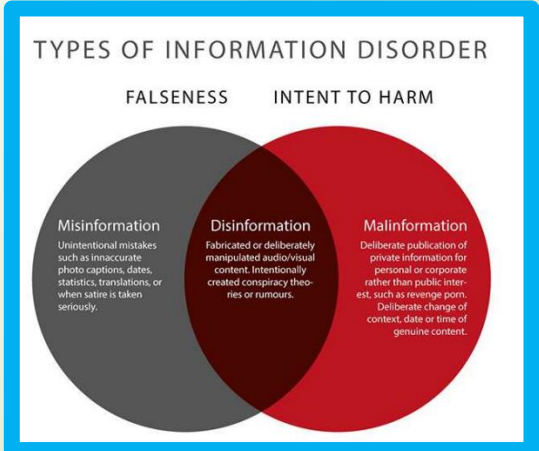 TYPES OF INFORMATION DISORDER
FALSENESS INTENT TO HARM
Misinformation
Unintentional mistakes
such as innaccurate
photo captions, dates,
statistics, translations, or
when satire is taken
seriously.
Disinformation
Fabricated or deliberately
manipulated audio/visual
content. Intentionally
created conspiracy theo-
ries or rumours.
Malinformation
Deliberate publication of
private information for
personal or corporate
rather than public inter-
est, such as revenge porn.
Deliberate change of
context, date or time of
genuine content.